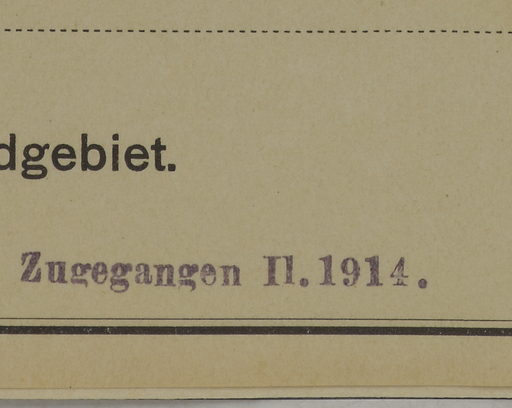 dgebiet.
Zugegangen II. 1914.